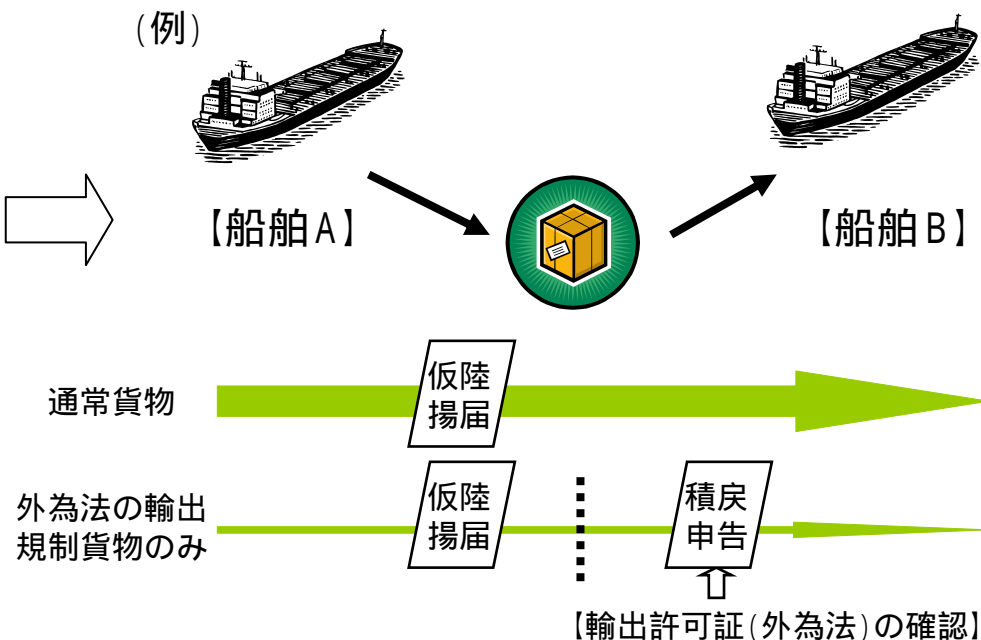 (例)
【船舶A】
【船舶B】
通常貨物
仮陸
揚届
外為法の輸出
規制貨物のみ
仮陸
揚届
積戻
申告
【輸出許可証(外為法)の確認】